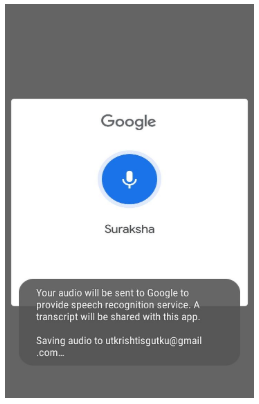 Google
Suraksha
Your audio will be sent to Google to
provide speech recognition service. A
transcript will be shared with this app.
Saving audio to utkrishtisgutku@gmail
.com...